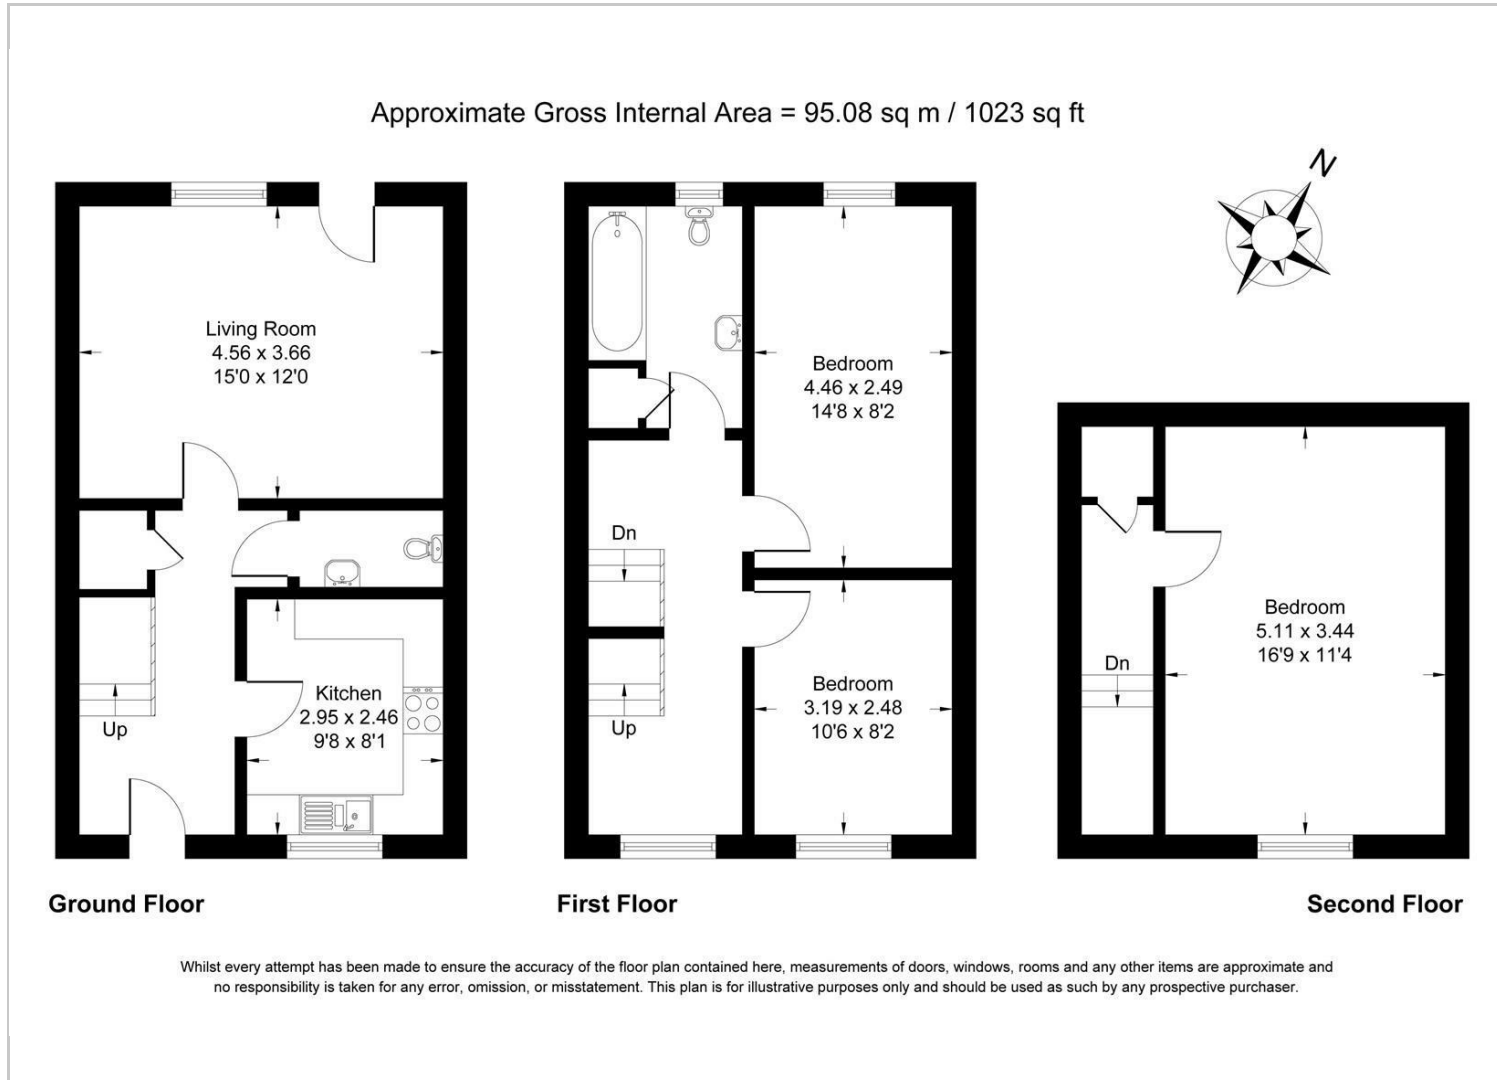 Approximate Gross Internal Area = 95.08 sq m / 1023 sq ft
N
Living Room
4.56 x 3.66
15'0 x 12'0
Up
Kitchen
2.95 x 2.46
9'8 x 8'1
Ground Floor
Bedroom
4.46 x 2.49
14'8 x 8'2
Dn
Up
Bedroom
3.19 x 2.48
10'6 x 8'2
First Floor
Bedroom
5.11 x 3.44
16'9 x 11'4
Dn
Second Floor
Whilst every attempt has been made to ensure the accuracy of the floor plan contained here, measurements of doors, windows, rooms and any other items are approximate and
no responsibility is taken for any error, omission, or misstatement. This plan is for illustrative purposes only and should be used as such by any prospective purchaser.